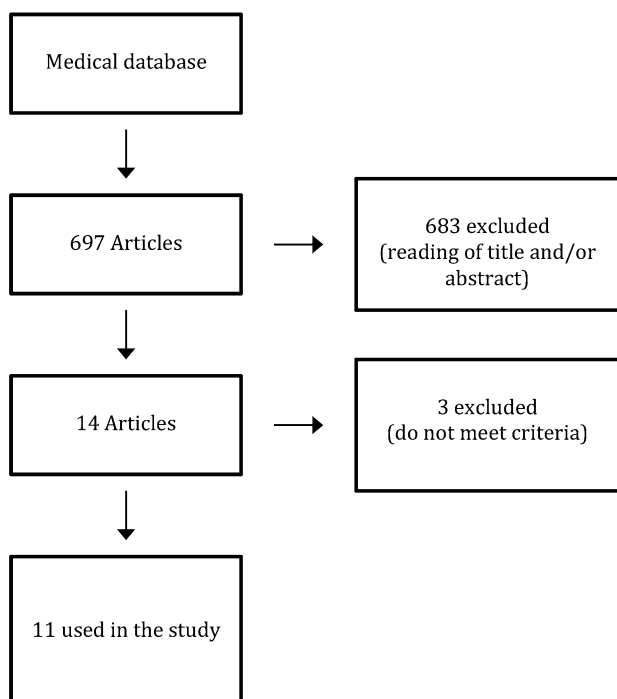 Medical database
697 Articles
683 excluded
(reading of title and/or
abstract)
14 Articles
3 excluded
(do not meet criteria)
11 used in the study